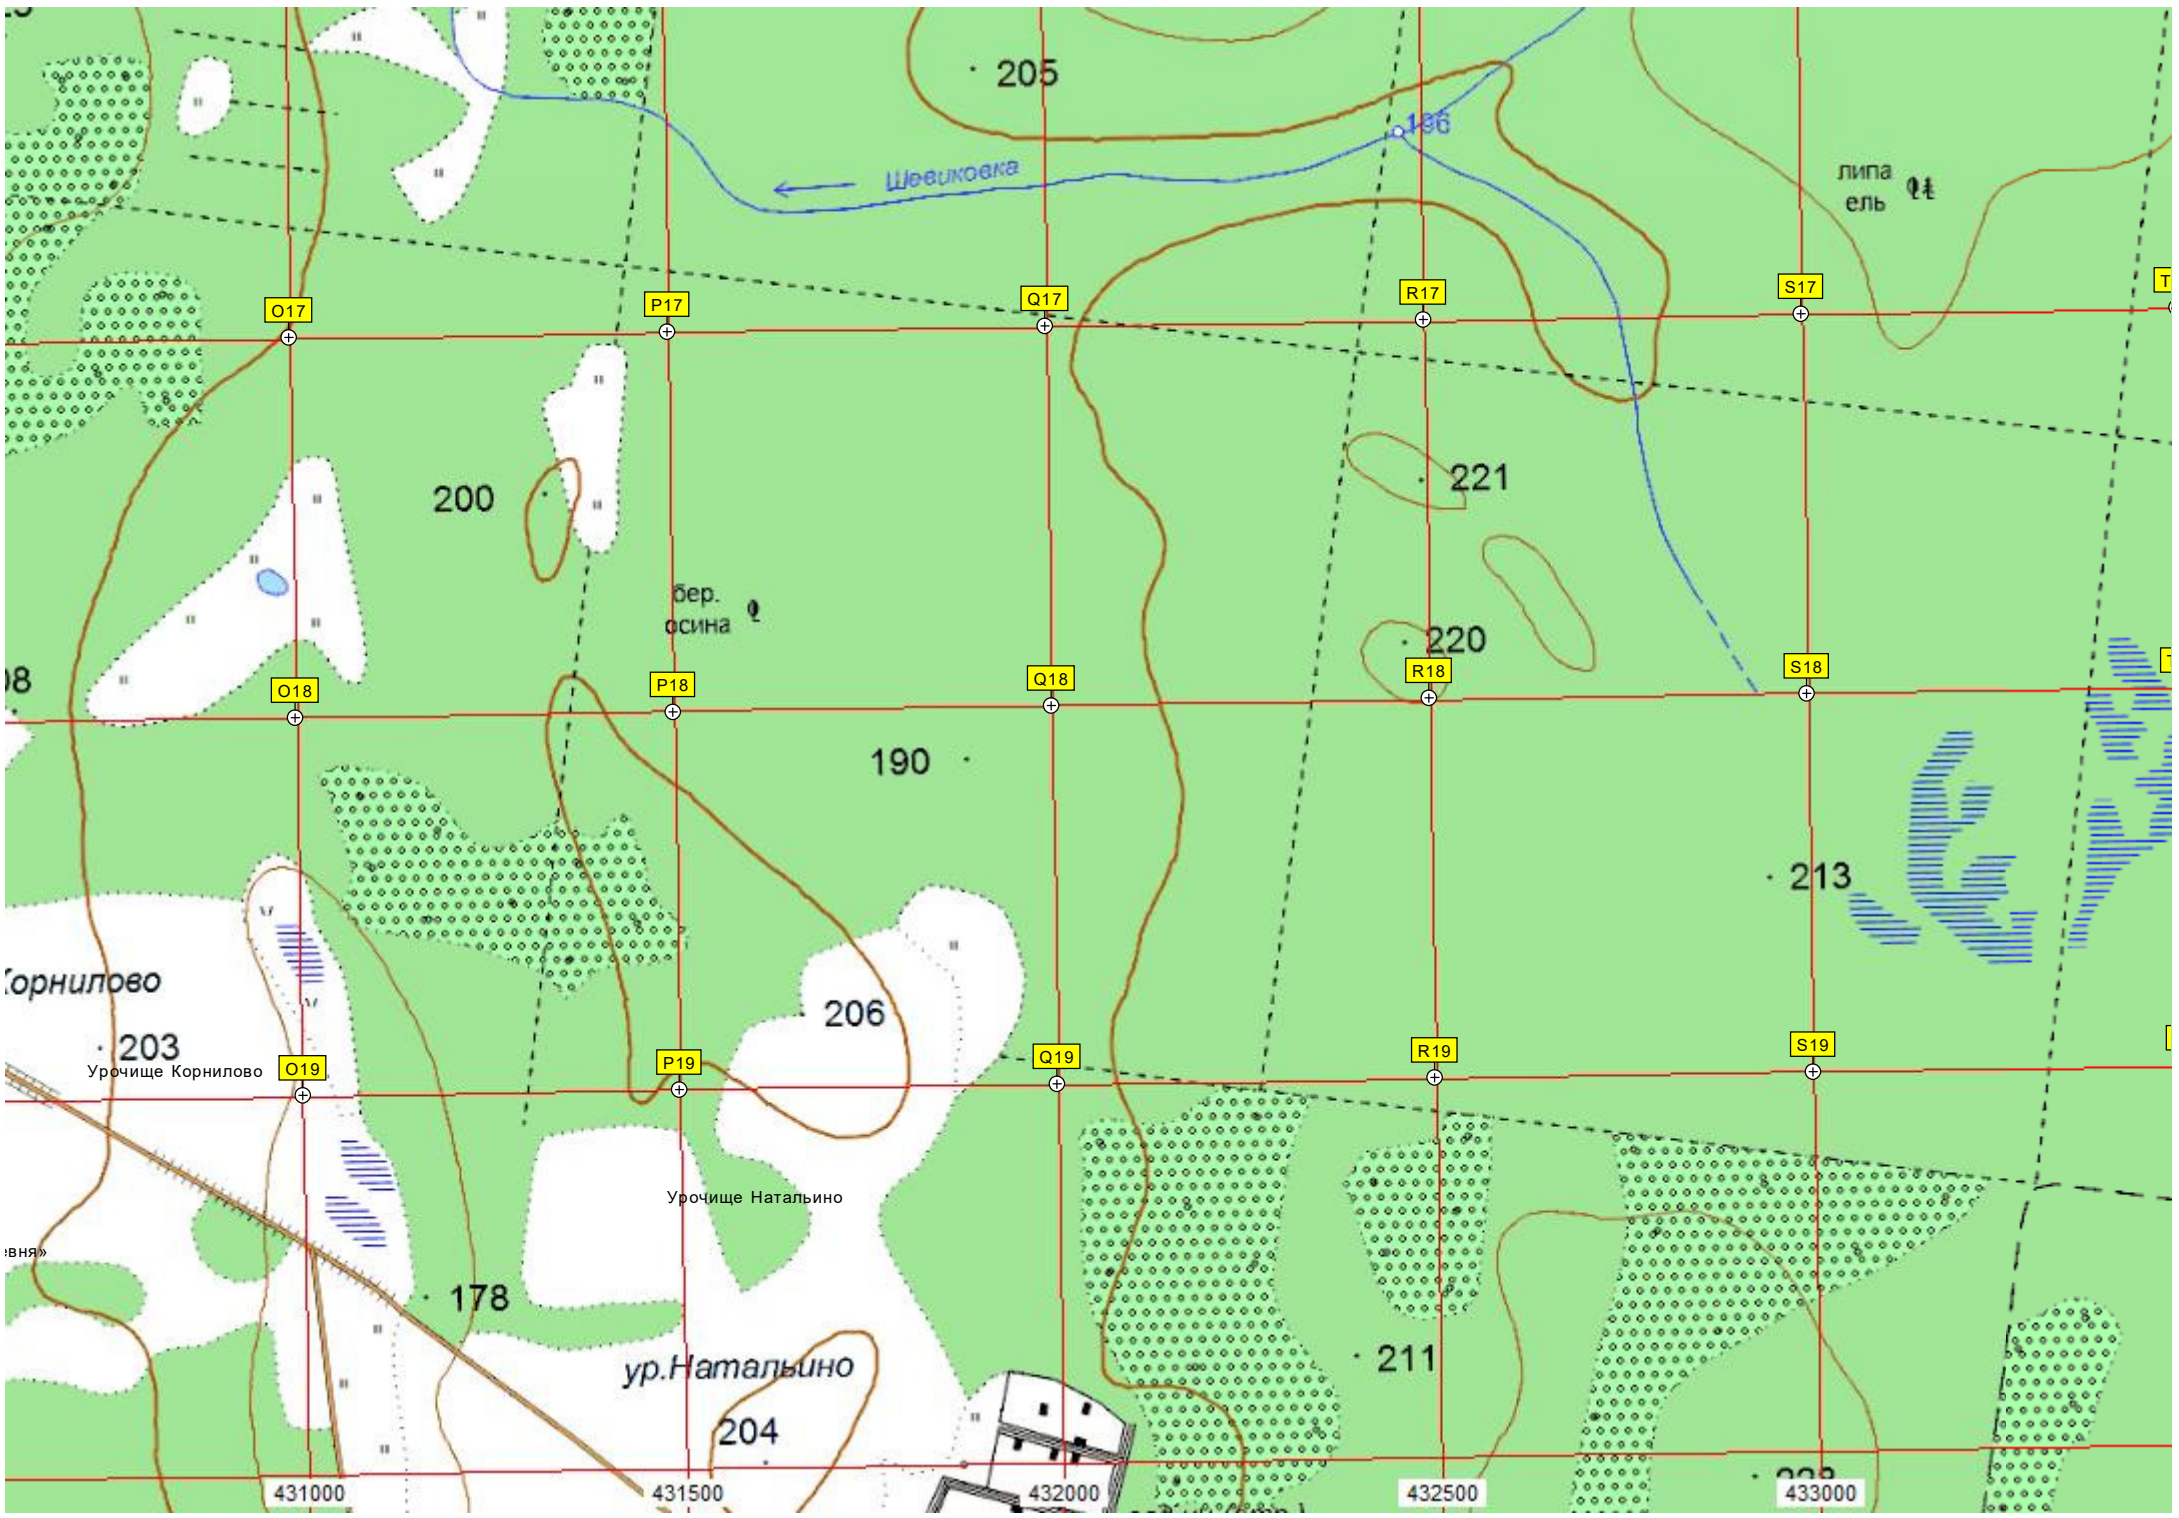 205
196
Шевиковка
липа
ель
O17
P17
Q17
R17
S17
T
200
221
бер.
осина
220
O18
P18
Q18
R18
S18
190
213
Корнилово
203
206
Урочище Корнилово
O19
P19
Q19
R19
S19
Урочище Натальино
178
211
ур.Натальино
204
431000
431500
432000
432500
433000